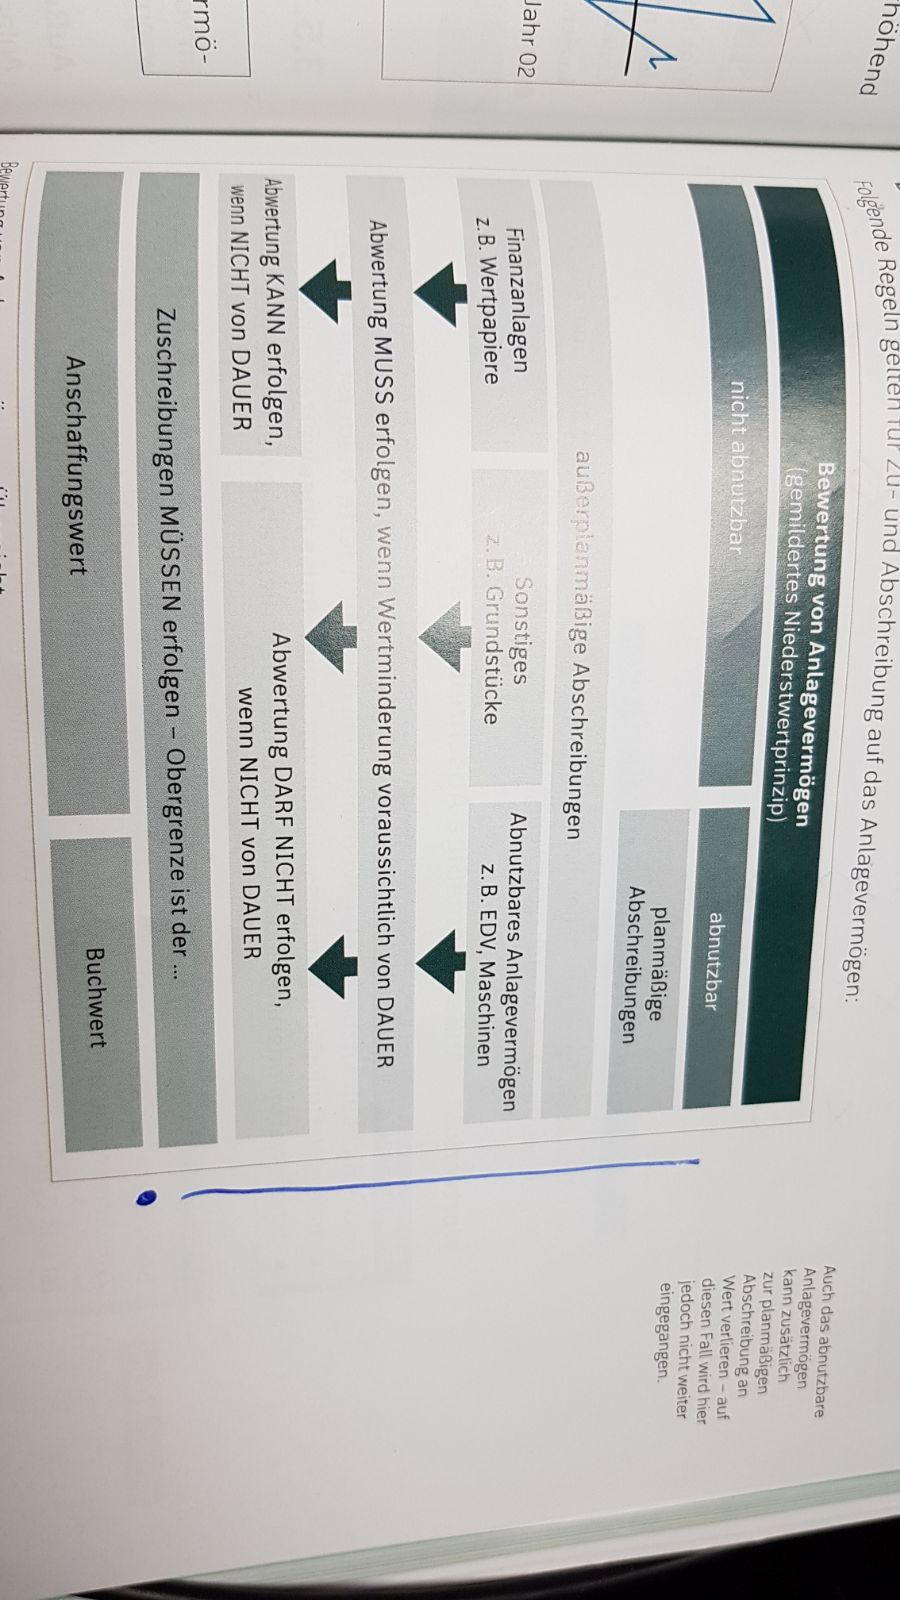 höhend
Jahr 02
rmö-
Folgende Regeln gelten für Zu- und Abschreibung auf das Anlagevermögen:
Bewertung von Anlagevermögen
(gemildertes Niederstwertprinzip)
nicht abnutzbar
abnutzbar
planmäßige
Abschreibungen
außerplanmäßige Abschreibungen
Finanzanlagen
z. B. Wertpapiere
Sonstiges
z. B. Grundstücke
Abnutzbares Anlagevermögen
z. B. EDV, Maschinen
Abwertung MUSS erfolgen, wenn Wertminderung voraussichtlich von DAUER
Abwertung KANN erfolgen,
wenn NICHT von DAUER
Abwertung DARF NICHT erfolgen,
wenn NICHT von DAUER
Zuschreibungen MÜSSEN erfolgen – Obergrenze ist der ...
Anschaffungswert
Buchwert
Auch das abnutzbare
Anlagevermögen
kann zusätzlich
zur planmäßigen
Abschreibung an
Wert verlieren – auf
diesen Fall wird hier
jedoch nicht weiter
eingegangen.
Bewertung von